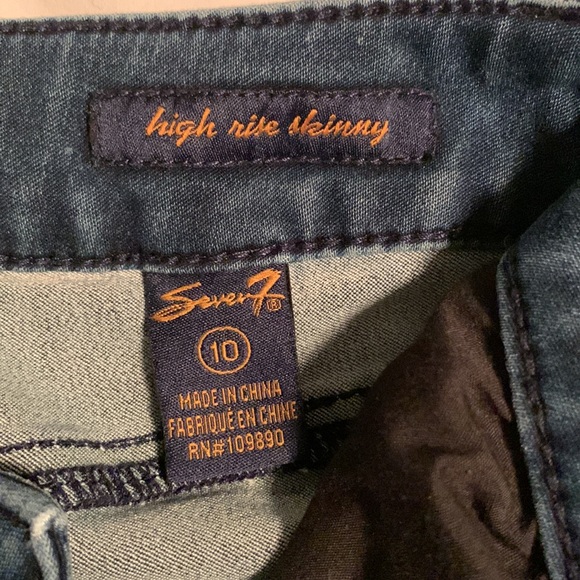 high rise skinny
Seven7®
10
MADE IN CHINA
FABRIQUÉ EN CHINE
RN#109890